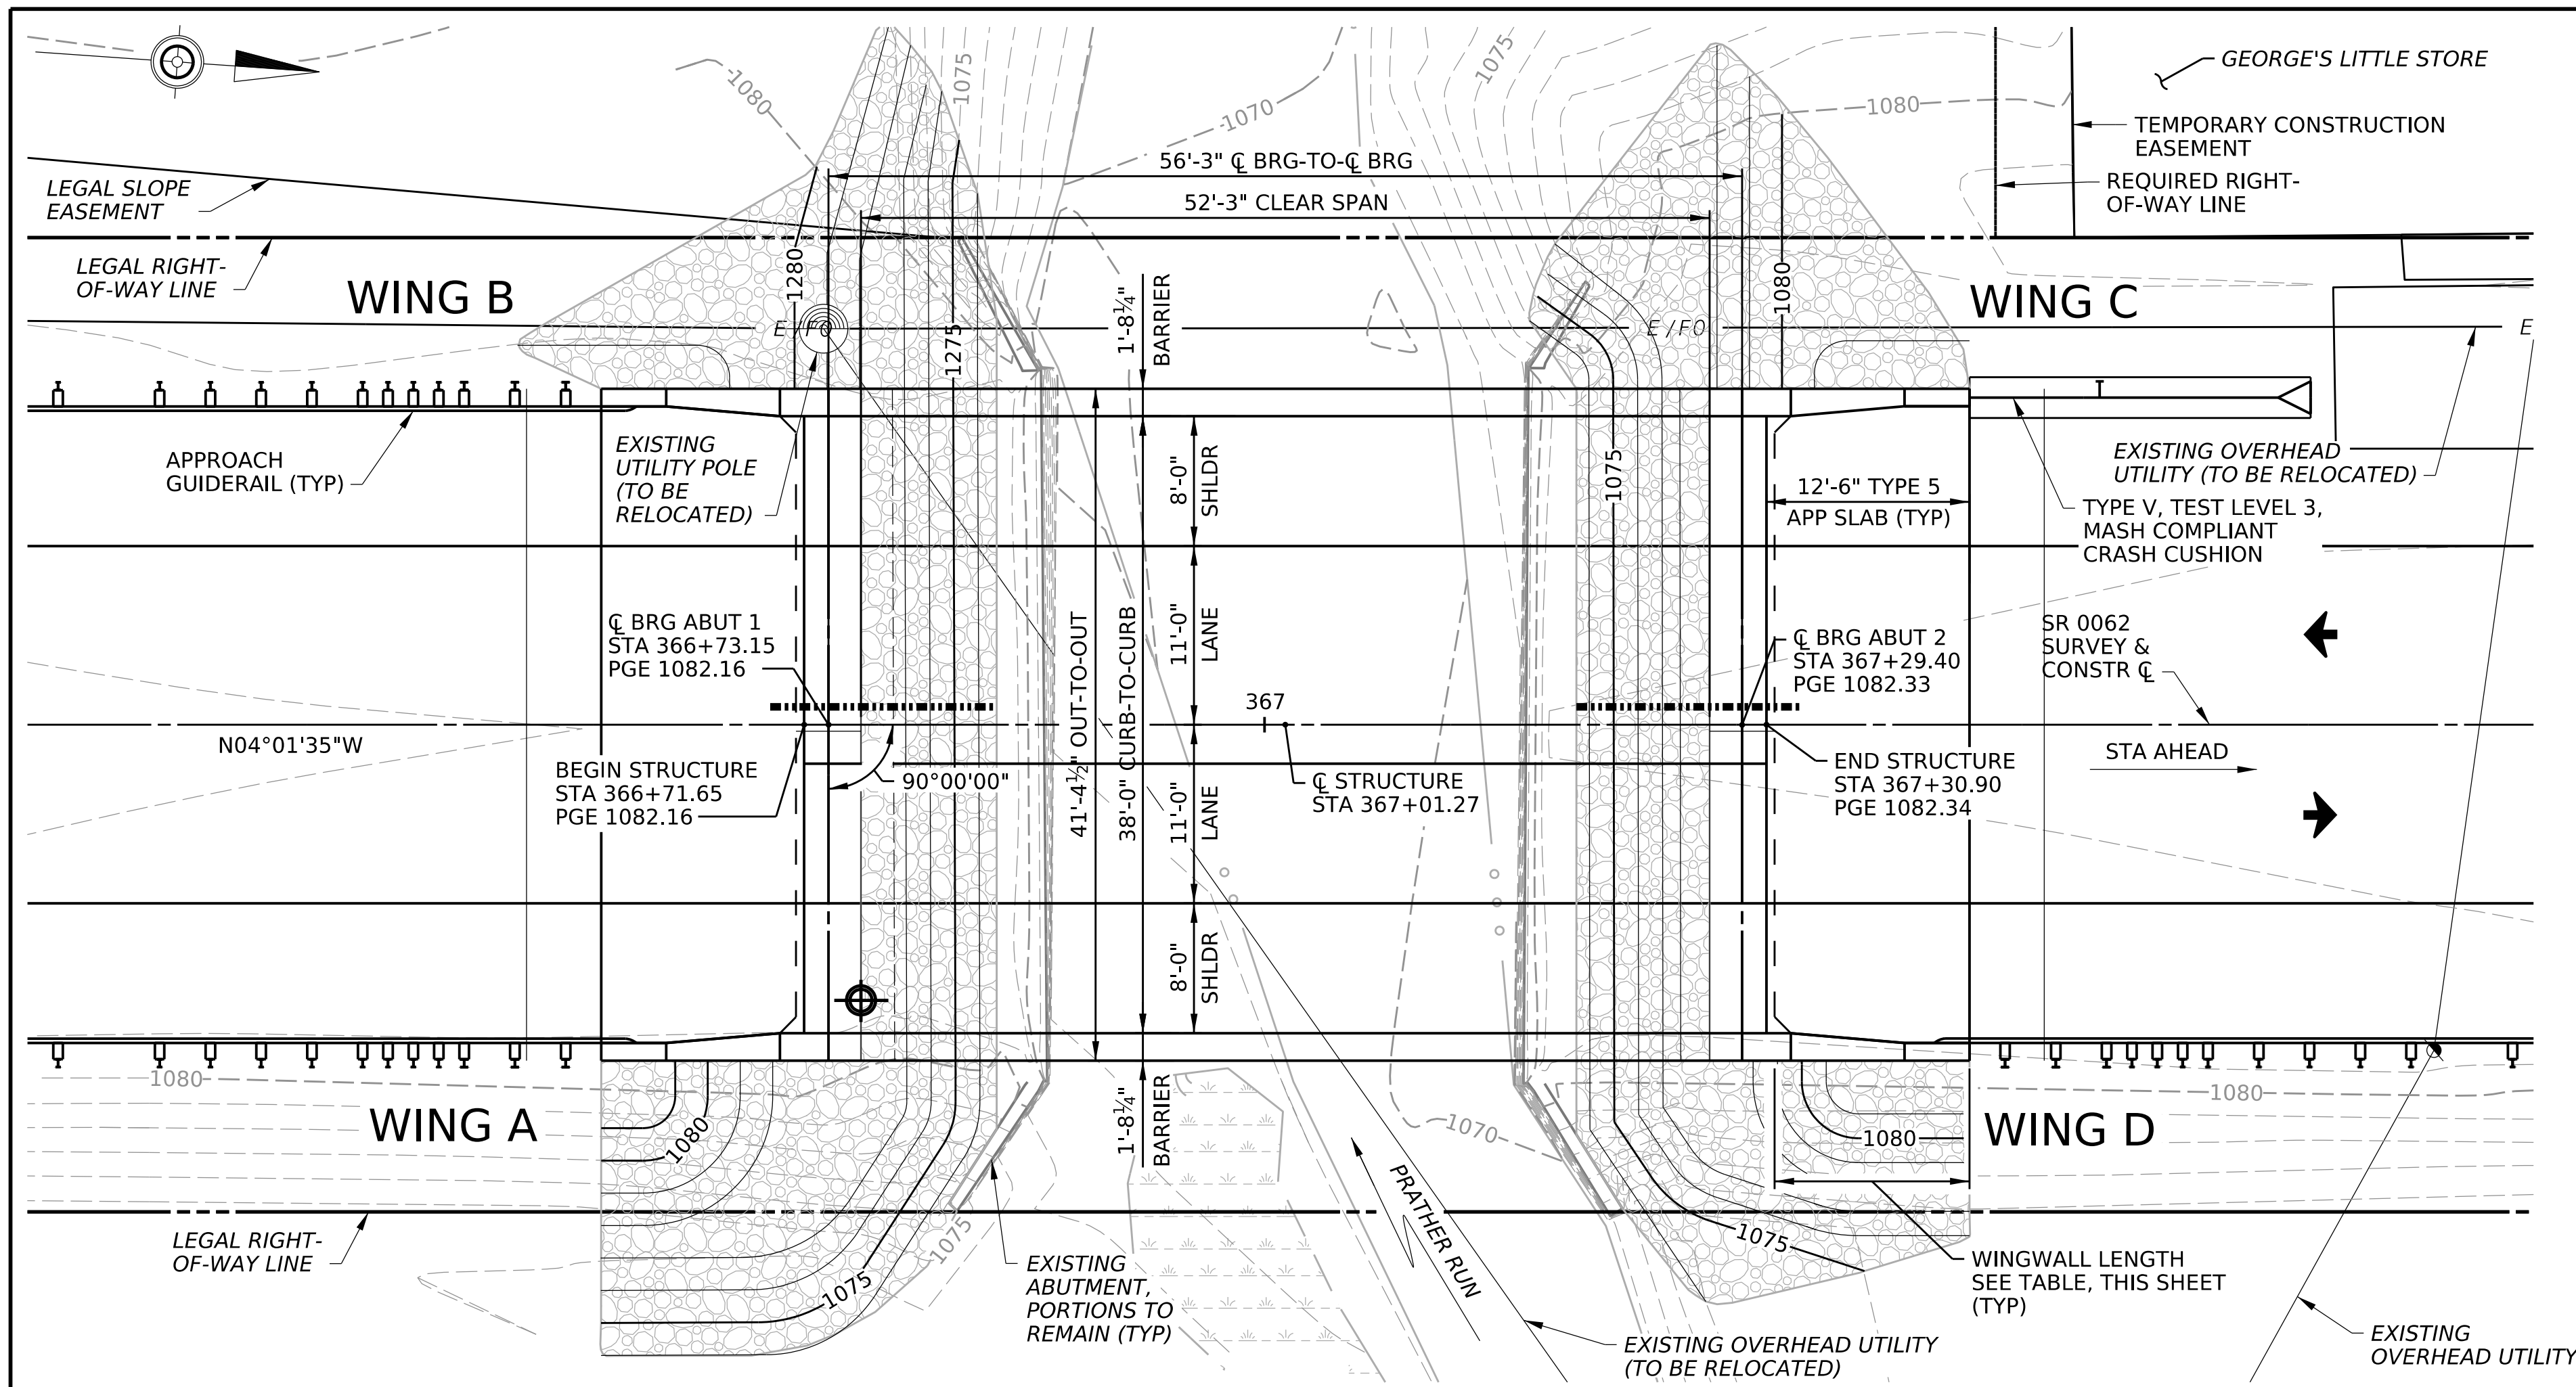 GEORGE'S LITTLE STORE
TEMPORARY CONSTRUCTION
EASEMENT
REQUIRED RIGHT-
OF-WAY LINE
1080
1075
1070
1075
1080
56'-3" ℄ BRG-TO-℄ BRG
52'-3" CLEAR SPAN
LEGAL SLOPE
EASEMENT
LEGAL RIGHT-
OF-WAY LINE
WING B
1280
1275
E/FO
1'-8¼"
BARRIER
E/FO
1080
WING C
E
APPROACH
GUIDERAIL (TYP)
EXISTING
UTILITY POLE
(TO BE
RELOCATED)
8'-0"
SHLDR
1075
12'-6" TYPE 5
APP SLAB (TYP)
EXISTING OVERHEAD
UTILITY (TO BE RELOCATED)
TYPE V, TEST LEVEL 3,
MASH COMPLIANT
CRASH CUSHION
℄ BRG ABUT 1
STA 366+73.15
PGE 1082.16
41'-4½" OUT-TO-OUT
38'-0" CURB-TO-CURB
11'-0"
LANE
367
℄ BRG ABUT 2
STA 367+29.40
PGE 1082.33
SR 0062
SURVEY &
CONSTR ℄
N04°01'35"W
STA AHEAD
BEGIN STRUCTURE
STA 366+71.65
PGE 1082.16
90°00'00"
11'-0"
LANE
℄ STRUCTURE
STA 367+01.27
END STRUCTURE
STA 367+30.90
PGE 1082.34
8'-0"
SHLDR
1080
WING A
1080
1'-8¼"
BARRIER
1070
1080
WING D
1080
PRATHER RUN
LEGAL RIGHT-
OF-WAY LINE
1075
1075
EXISTING
ABUTMENT,
PORTIONS TO
REMAIN (TYP)
1075
WINGWALL LENGTH
SEE TABLE, THIS SHEET
(TYP)
EXISTING OVERHEAD UTILITY
(TO BE RELOCATED)
EXISTING
OVERHEAD UTILITY